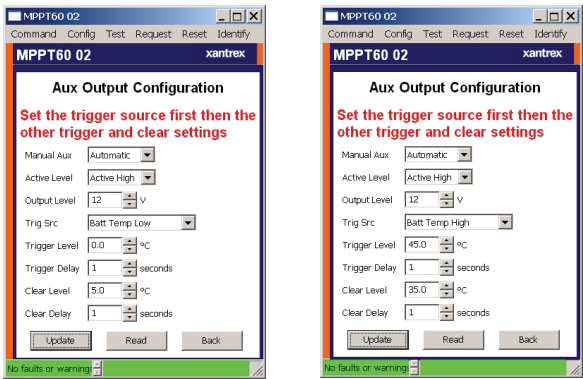 MPPT60 02
Command Config Test Request Reset Identify
MPPT60 02 xantrex
Aux Output Configuration
Set the trigger source first then the
other trigger and clear settings
Manual Aux Automatic
Active Level Active High
Output Level 12 V
Trig Src Batt Temp Low
Trigger Level 0.0 °C
Trigger Delay 1 seconds
Clear Level 5.0 °C
Clear Delay 1 seconds
Update Read Back
No faults or warnings
MPPT60 02
Command Config Test Request Reset Identify
MPPT60 02 xantrex
Aux Output Configuration
Set the trigger source first then the
other trigger and clear settings
Manual Aux Automatic
Active Level Active High
Output Level 12 V
Trig Src Batt Temp High
Trigger Level 45.0 °C
Trigger Delay 1 seconds
Clear Level 35.0 °C
Clear Delay 1 seconds
Update Read Back
No faults or warnings